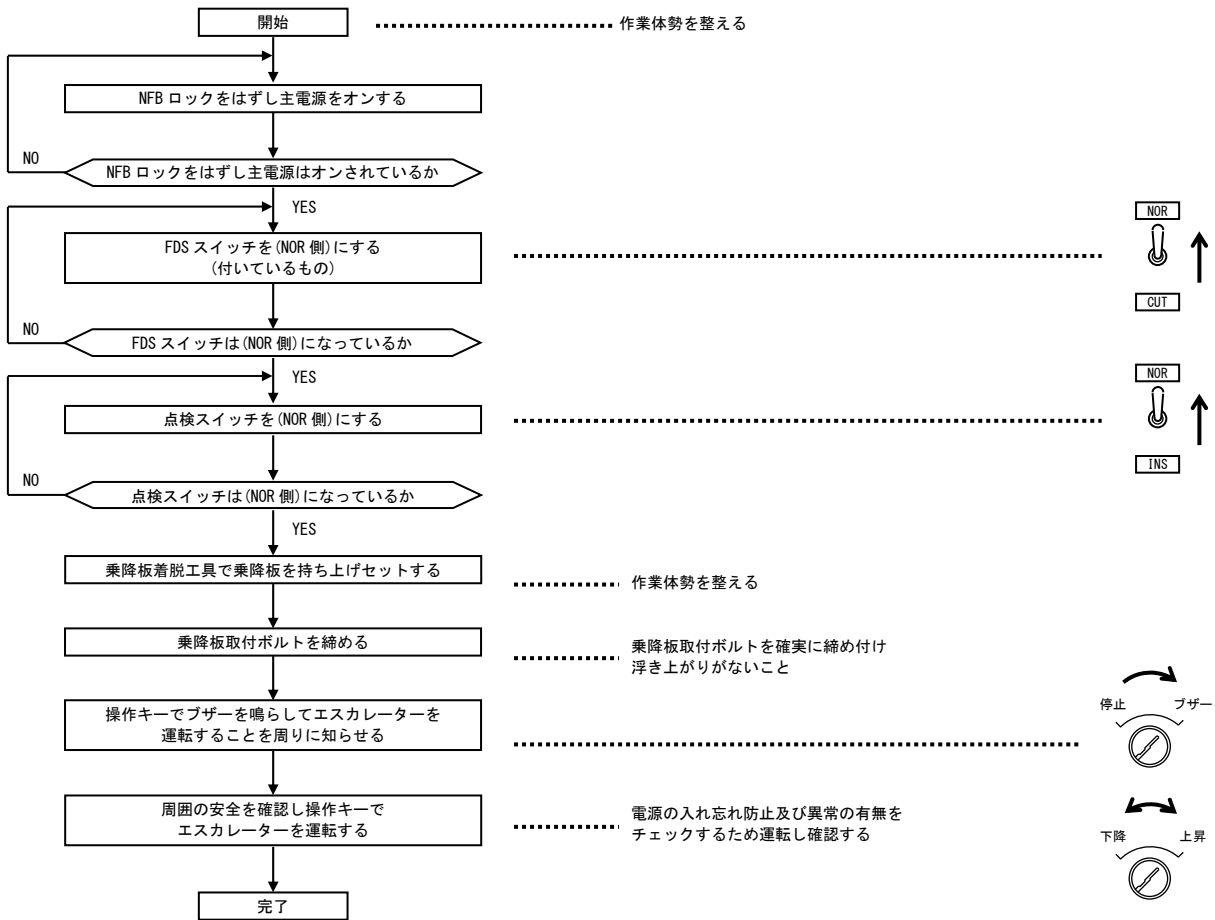 開始
作業体勢を整える
NFB ロックをはずし主電源をオンする
NO
NFB ロックをはずし主電源はオンされているか
YES
FDS スイッチを(NOR 側)にする
(付いているもの)
NOR
CUT
NO
FDS スイッチは(NOR 側)になっているか
YES
点検スイッチを(NOR 側)にする
NOR
INS
NO
点検スイッチは(NOR 側)になっているか
YES
乗降板着脱工具で乗降板を持ち上げセットする
作業体勢を整える
乗降板取付ボルトを締める
乗降板取付ボルトを確実に締め付け
浮き上がりがないこと
操作キーでブザーを鳴らしてエスカレーターを
運転することを周りに知らせる
停止 ブザー
周囲の安全を確認し操作キーで
エスカレーターを運転する
電源の入れ忘れ防止及び異常の有無を
チェックするため運転し確認する
下降 上昇
完了